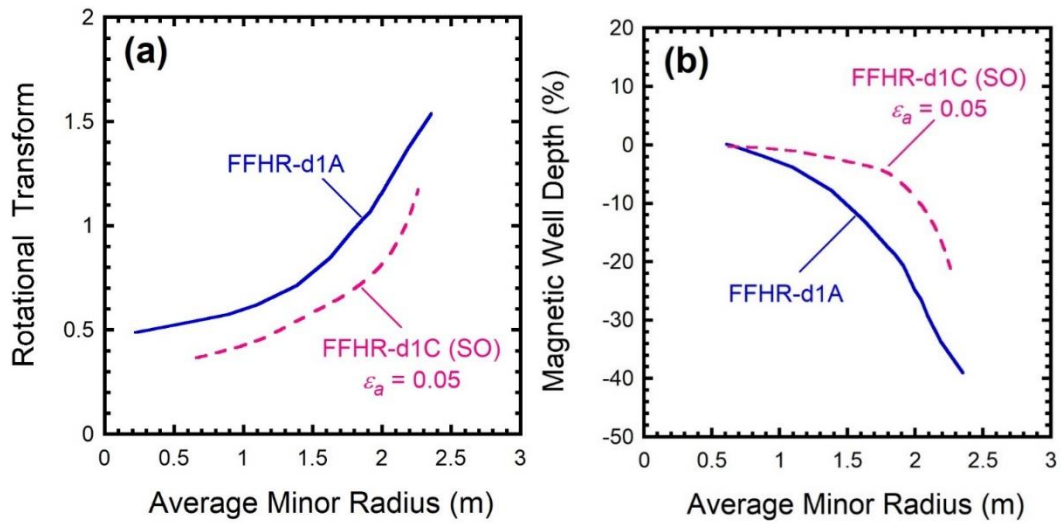 (a)
Rotational Transform
2
1.5
1
0.5
0
FFHR-d1A
FFHR-d1C (SO)
εa = 0.05
0 0.5 1 1.5 2 2.5 3
Average Minor Radius (m)
(b)
Magnetic Well Depth (%)
20
10
0
-10
-20
-30
-40
-50
FFHR-d1C (SO)
εa = 0.05
FFHR-d1A
0 0.5 1 1.5 2 2.5 3
Average Minor Radius (m)